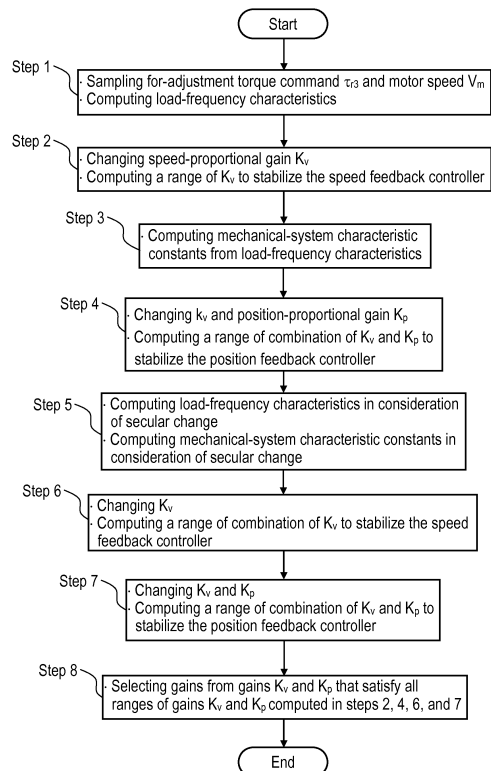 Start
Step 1
· Sampling for-adjustment torque command τr3 and motor speed Vm
· Computing load-frequency characteristics
Step 2
· Changing speed-proportional gain Kv
· Computing a range of Kv to stabilize the speed feedback controller
Step 3
· Computing mechanical-system characteristic
constants from load-frequency characteristics
Step 4
· Changing kv and position-proportional gain Kp
· Computing a range of combination of Kv and Kp to
stabilize the position feedback controller
Step 5
· Computing load-frequency characteristics in consideration
of secular change
· Computing mechanical-system characteristic constants in
consideration of secular change
Step 6
· Changing Kv
· Computing a range of combination of Kv to stabilize the speed
feedback controller
Step 7
· Changing Kv and Kp
· Computing a range of combination of Kv and Kp to
stabilize the position feedback controller
Step 8
· Selecting gains from gains Kv and Kp that satisfy all
ranges of gains Kv and Kp computed in steps 2, 4, 6, and 7
End